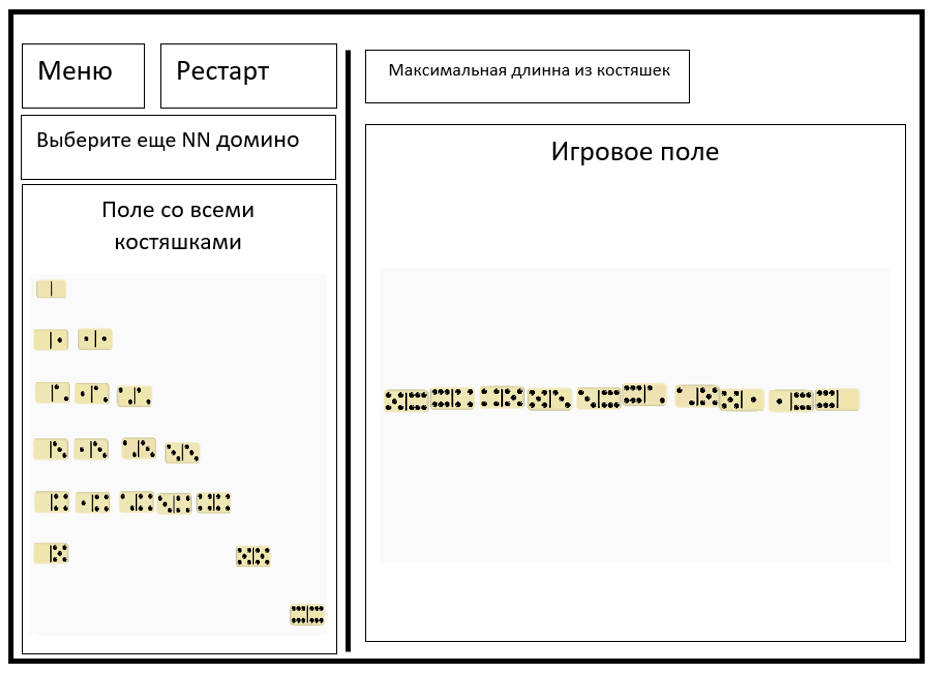 Меню
Рестарт
Максимальная длинна из костяшек
Выберите еще NN домино
Игровое поле
Поле со всеми
костяшками